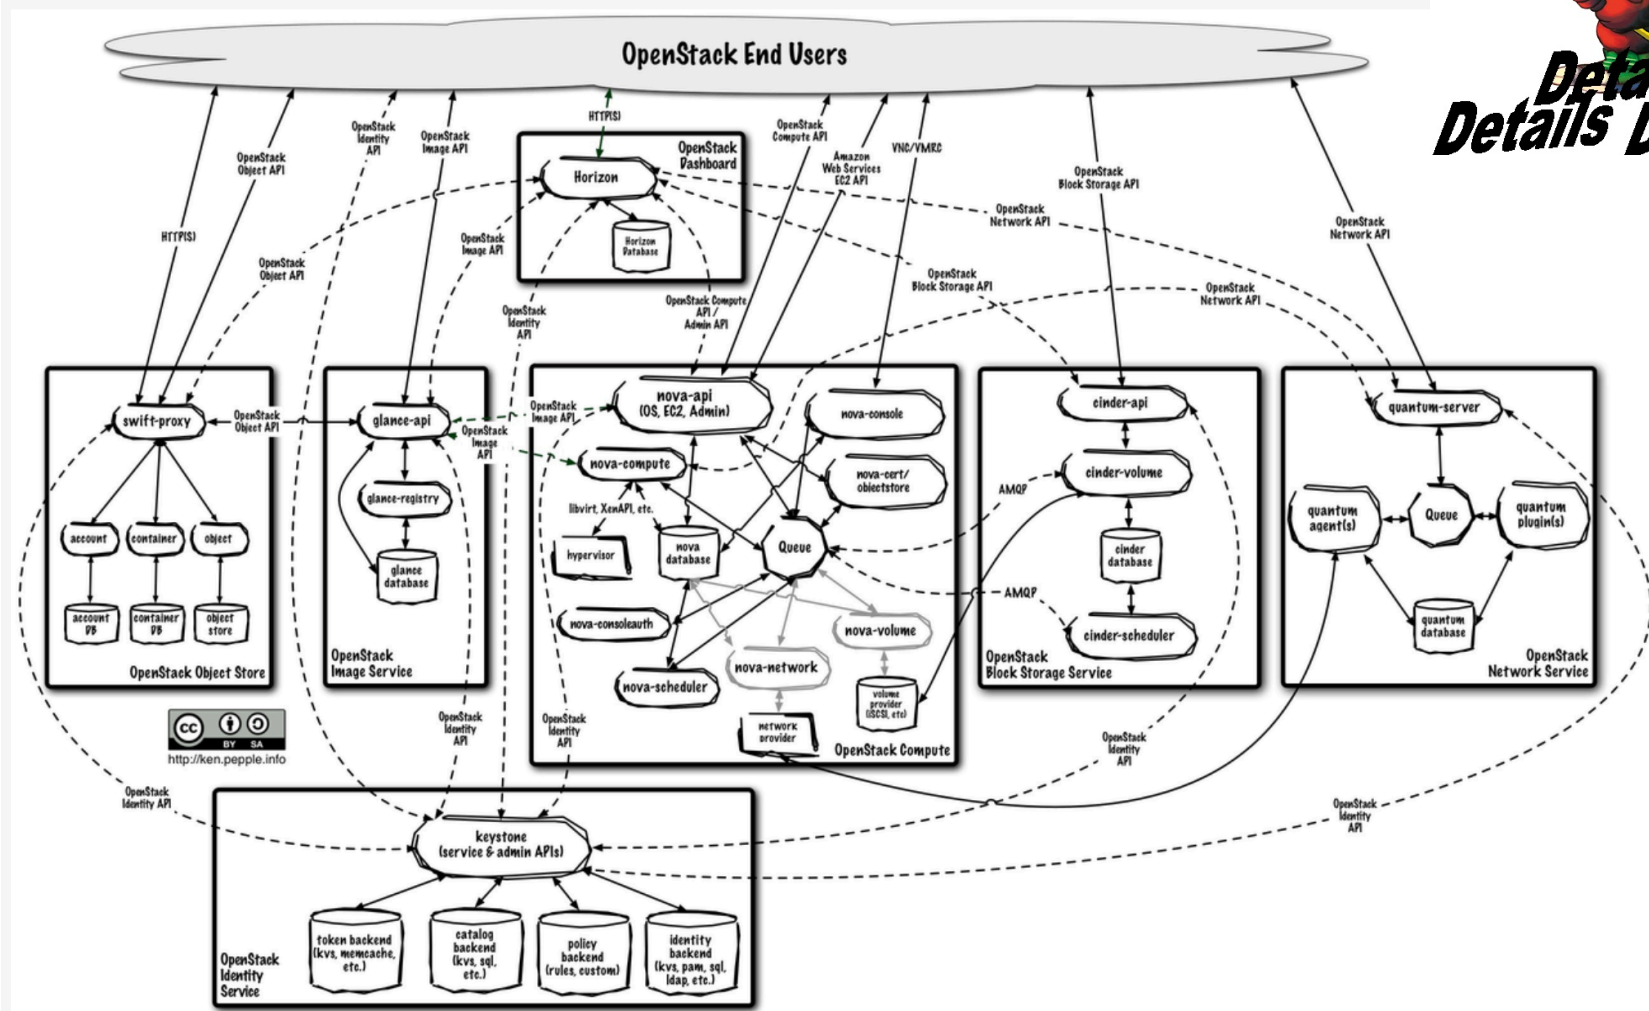 OpenStack End Users
Details
HTTP(S)
OpenStack
Object API
OpenStack
Identity
API
OpenStack
Image API
HTTP(S)
OpenStack
Compute API
Amazon
Web Services
EC2 API
VNC/VMRC
OpenStack
Block Storage API
OpenStack
Network API
OpenStack
Dashboard
Horizon
Horizon
Database
OpenStack
Object API
OpenStack
Image API
OpenStack
Identity
API
OpenStack Compute
API /
Admin API
OpenStack
Network API
OpenStack
Block Storage API
OpenStack
Network API
swift-proxy
account
container
object
account
DB
container
DB
object
store
OpenStack Object Store
OpenStack
Object API
glance-api
glance-registry
glance
database
OpenStack
Image Service
OpenStack
Image API
OpenStack
Image
API
nova-api
(OS, EC2, Admin)
nova-console
nova-compute
nova-cert/
objectstore
libvirt, XenAPI, etc.
hypervisor
nova
database
Queue
nova-consoleauth
nova-volume
nova-network
nova-scheduler
volume
provider
(iSCSI, etc)
network
provider
OpenStack Compute
cinder-api
cinder-volume
AMQP
cinder
database
AMQP
cinder-scheduler
OpenStack
Block Storage Service
quantum-server
quantum
agent(s)
Queue
quantum
plugin(s)
quantum
database
OpenStack
Network Service
cc
BY SA
http://ken.pepple.info
OpenStack
Identity API
OpenStack
Identity
API
OpenStack
Identity
API
OpenStack
Identity
API
OpenStack
Identity
API
keystone
(service & admin APIs)
token backend
(kvs, memcache,
etc.)
catalog
backend
(kvs, sql,
etc.)
policy
backend
(rules, custom)
identity
backend
(kvs, pam, sql,
ldap, etc.)
OpenStack
Identity
Service